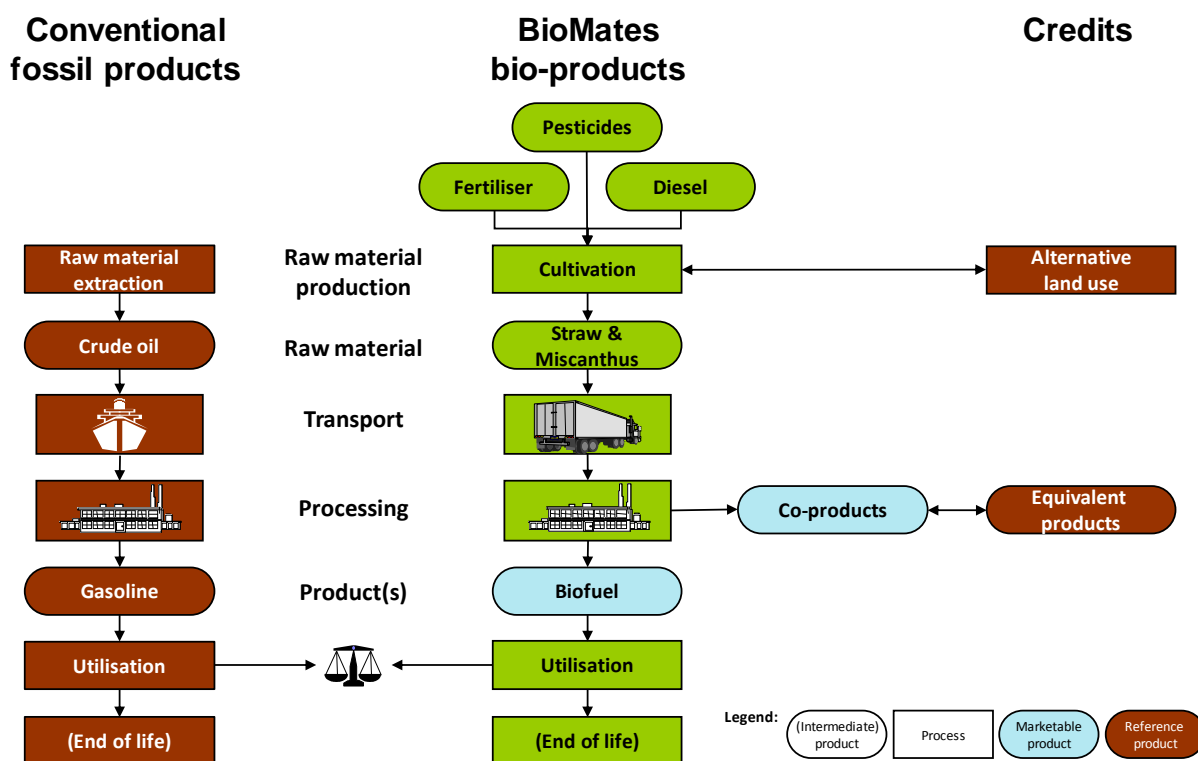 Conventional
fossil products
BioMates
bio-products
Credits
Pesticides
Fertiliser
Diesel
Raw material
extraction
Raw material
production
Cultivation
Alternative
land use
Crude oil
Raw material
Straw &
Miscanthus
Transport
Processing
Co-products
Equivalent
products
Gasoline
Product(s)
Biofuel
Utilisation
Utilisation
(End of life)
(End of life)
Legend:
(Intermediate)
product
Process
Marketable
product
Reference
product